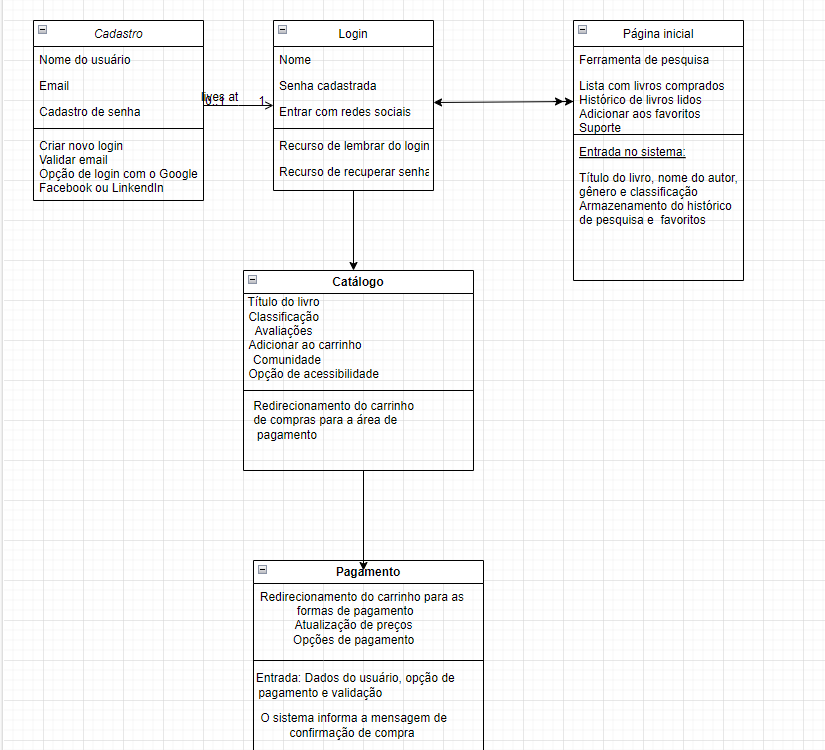 Cadastro
Nome do usuário
Email
Cadastro de senha
Criar novo login
Validar email
Opção de login com o Google
Facebook ou LinkendIn
lives at
0..1
1
Login
Nome
Senha cadastrada
Entrar com redes sociais
Recurso de lembrar do login
Recurso de recuperar senha
Página inicial
Ferramenta de pesquisa
Lista com livros comprados
Histórico de livros lidos
Adicionar aos favoritos
Suporte
Entrada no sistema:
Título do livro, nome do autor,
gênero e classificação
Armazenamento do histórico
de pesquisa e favoritos
Catálogo
Título do livro
Classificação
Avaliações
Adicionar ao carrinho
Comunidade
Opção de acessibilidade
Redirecionamento do carrinho
de compras para a área de
pagamento
Pagamento
Redirecionamento do carrinho para as
formas de pagamento
Atualização de preços
Opções de pagamento
Entrada: Dados do usuário, opção de
pagamento e validação
O sistema informa a mensagem de
confirmação de compra